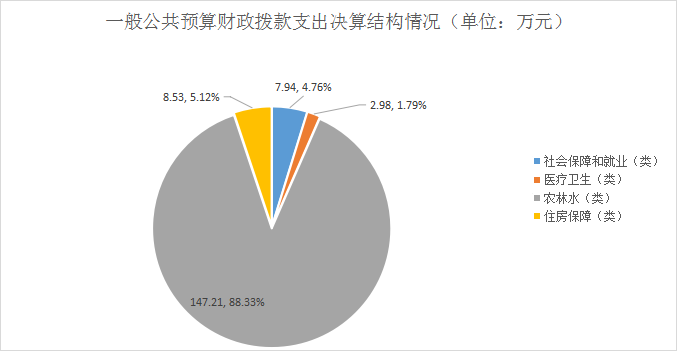 一般公共预算财政拨款支出决算结构情况（单位：万元）
7.94, 4.76%
8.53, 5.12%
2.98, 1.79%
社会保障和就业（类）
医疗卫生（类）
农林水（类）
住房保障（类）
147.21, 88.33%